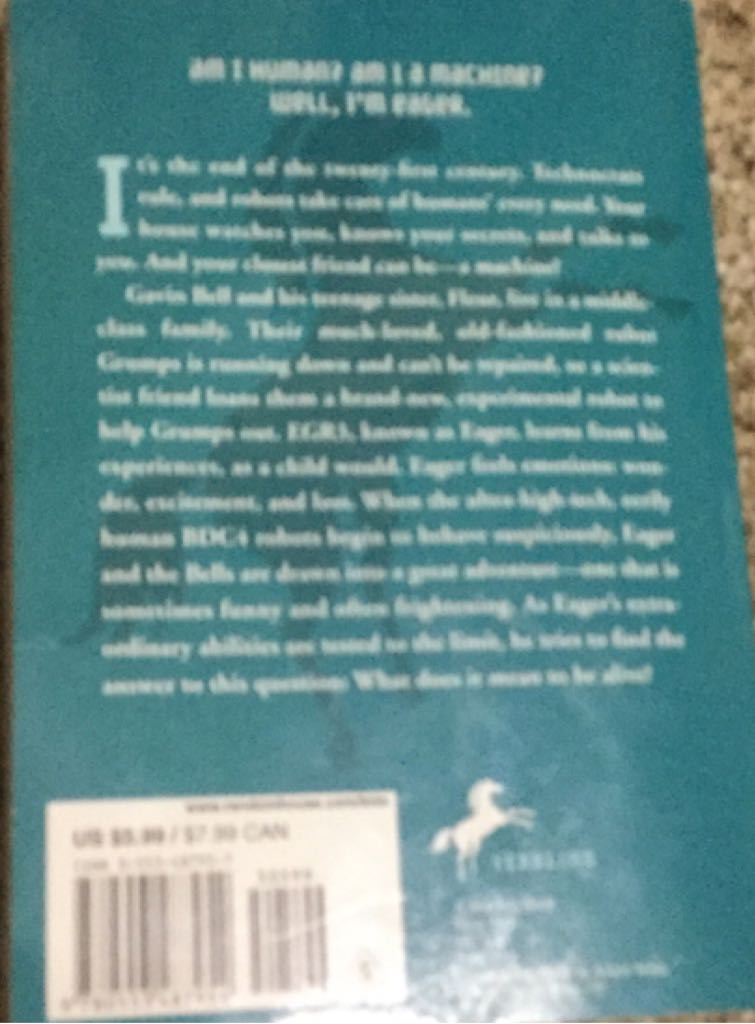 AM I HUMAN? AM I A MACHINE?
WELL, I'M EAGER.
It's the end of the twenty-first century. Technocrats
rule, and robots take care of humans' every need. Your
house watches you, knows your secrets, and talks to
you. And your closest friend can be—a machine!
Gavin Bell and his teenage sister, Fleur, live in a middle-
class family. Their much-loved, old-fashioned robot
Grumps is running down and can't be repaired, so a scien-
tist friend loans them a brand-new, experimental robot to
help Grumps out. EGR3, known as Eager, learns from his
experiences, as a child would. Eager feels emotions: won-
der, excitement, and loss. When the ultra-high-tech, eerily
human BDC4 robots begin to behave suspiciously, Eager
and the Bells are drawn into a great adventure—one that is
sometimes funny and often frightening. As Eager's extra-
ordinary abilities are tested to the limit, he tries to find the
answer to this question: What does it mean to be alive?
www.randomhouse.com/kids
US $5.99 / $7.99 CAN
ISBN
YEARLING